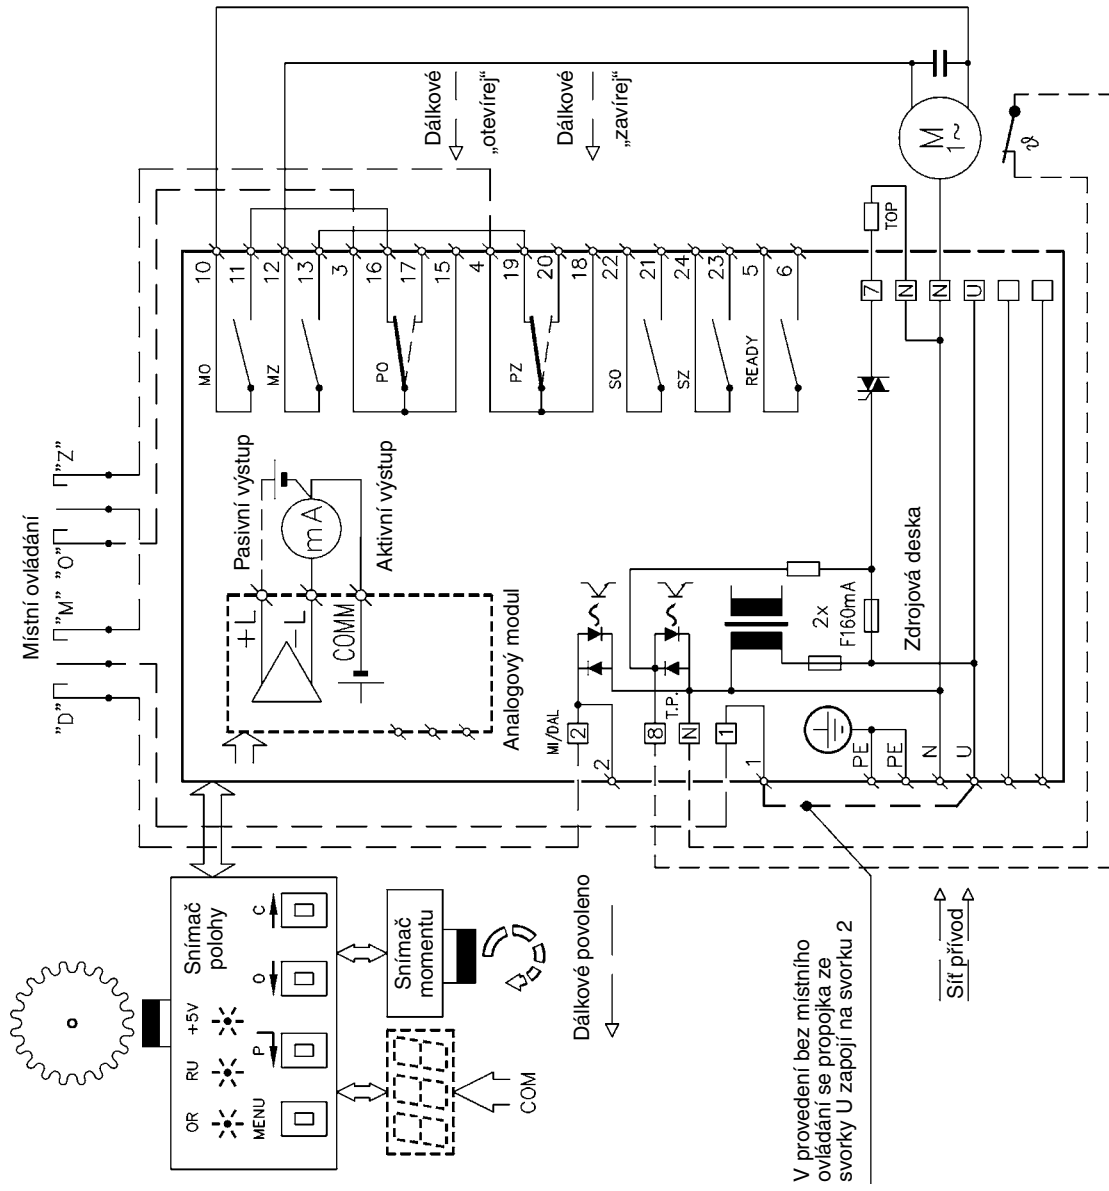 Místní ovládání
"D"
"M"
"O"
"Z"
OR
RU
+5V
Snímač
polohy
MENU
P
O
C
COM
Snímač
momentu
Analogový modul
+L
-L
COMM
mA
Pasivní výstup
Aktivní výstup
MO
MZ
PO
PZ
SO
SZ
READY
10
11
12
13
3
16
17
15
4
19
20
18
22
21
24
23
5
6
Dálkové
„otevírej“
Dálkové
„zavírej“
M
1~
ϑ
TOP
7
N
N
U
Zdrojová deska
2x
F160mA
MI/DAL
2
2
8
T.P.
N
1
1
PE
PE
N
U
Dálkové povoleno
Síť přívod
V provedení bez místního
ovládání se propojka ze
svorky U zapojí na svorku 2